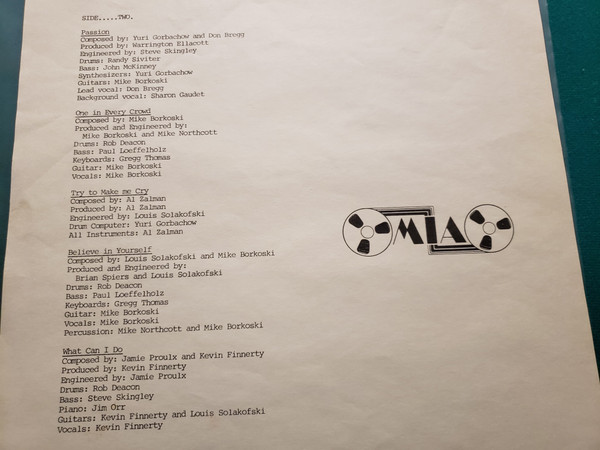 SIDE.....TWO.
Passion
Composed by: Yuri Gorbachow and Don Bregg
Produced by: Warrington Ellacott
Engineered by: Steve Skingley
Drums: Randy Siviter
Bass: John McKinney
Synthesizers: Yuri Gorbachow
Guitars: Mike Borkoski
Lead vocal: Don Bregg
Background vocal: Sharon Gaudet
One in Every Crowd
Composed by: Mike Borkoski
Produced and Engineered by:
Mike Borkoski and Mike Northcott
Drums: Rob Deacon
Bass: Paul Loeffelholz
Keyboards: Gregg Thomas
Guitar: Mike Borkoski
Vocals: Mike Borkoski
Try to Make me Cry
Composed by: Al Zalman
Produced by: Al Zalman
Engineered by: Louis Solakofski
Drum Computer: Yuri Gorbachow
All Instruments: Al Zalman
MIA
Believe in Yourself
Composed by: Louis Solakofski and Mike Borkoski
Produced and Engineered by:
Brian Spiers and Louis Solakofski
Drums: Rob Deacon
Bass: Paul Loeffelholz
Keyboards: Gregg Thomas
Guitar: Mike Borkoski
Vocals: Mike Borkoski
Percussion: Mike Northcott and Mike Borkoski
What Can I Do
Composed by: Jamie Proulx and Kevin Finnerty
Produced by: Kevin Finnerty
Engineered by: Jamie Proulx
Drums: Rob Deacon
Bass: Steve Skingley
Piano: Jim Orr
Guitars: Kevin Finnerty and Louis Solakofski
Vocals: Kevin Finnerty